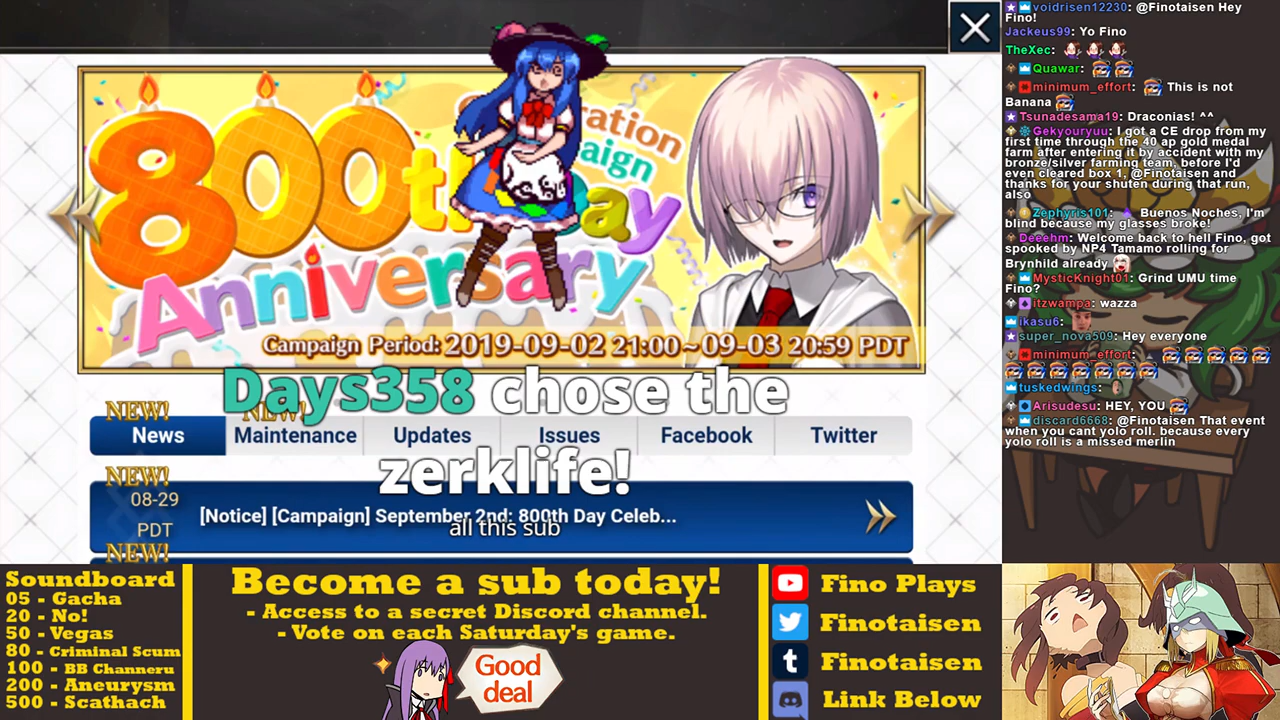 800th Day
ation
aign
Anniversary
Campaign Period: 2019-09-02 21:00~09-03 20:59 PDT
Days358 chose the
zerklife!
all this sub
NEW!
NEW!
News
Maintenance
Updates
Issues
Facebook
Twitter
NEW!
08-29
PDT
[Notice] [Campaign] September 2nd: 800th Day Celeb...
NEW!
Soundboard
05 - Gacha
20 - No!
50 - Vegas
80 - Criminal Scum
100 - BB Channeru
200 - Aneurysm
500 - Scathach
Become a sub today!
- Access to a secret Discord channel.
- Vote on each Saturday's game.
Good
deal
Fino Plays
Finotaisen
Finotaisen
Link Below
voidrisen12230: @Finotaisen Hey
Fino!
Jackeus99: Yo Fino
TheXec:
Quawar:
minimum_effort: This is not
Banana
Tsunadesama19: Draconias! ^^
Gekyouryuu: I got a CE drop from my
first time through the 40 ap gold medal
farm after entering it by accident with my
bronze/silver farming team, before I'd
even cleared box 1, @Finotaisen and
thanks for your shuten during that run,
also
Zephyris101: Buenos Noches, I'm
blind because my glasses broke!
Deeehm: Welcome back to hell Fino, got
spooked by NP4 Tamamo rolling for
Brynhild already
MysticKnight01: Grind UMU time
Fino?
itzwampa: wazza
ikasu6:
super_nova509: Hey everyone
minimum_effort:
tuskedwings:
Arisudesu: HEY, YOU
discard6668: @Finotaisen That event
when you cant yolo roll. because every
yolo roll is a missed merlin